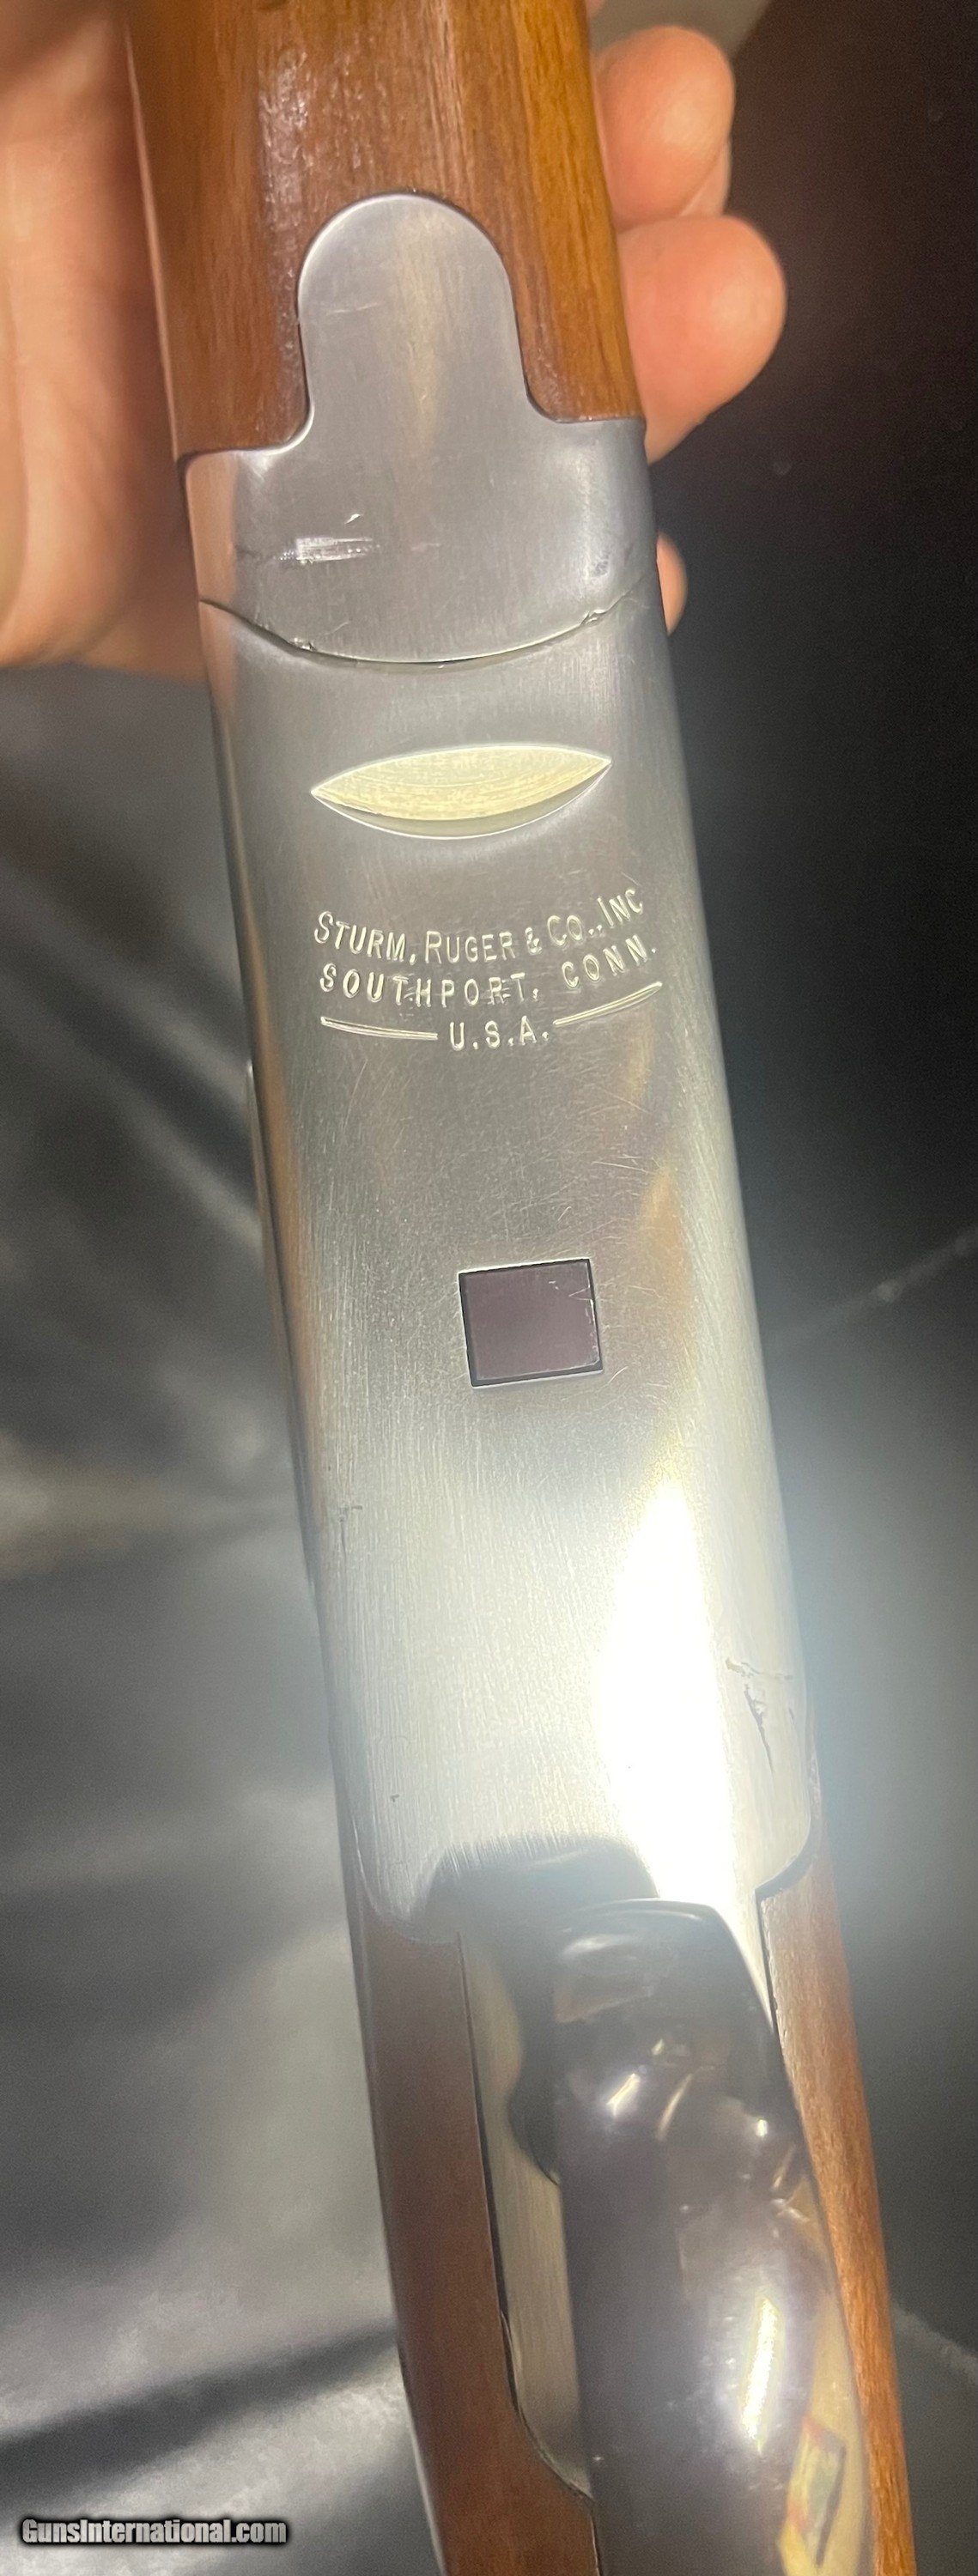 STURM, RUGER & CO., INC
SOUTHPORT, CONN.
U.S.A.
GunsInternational.com